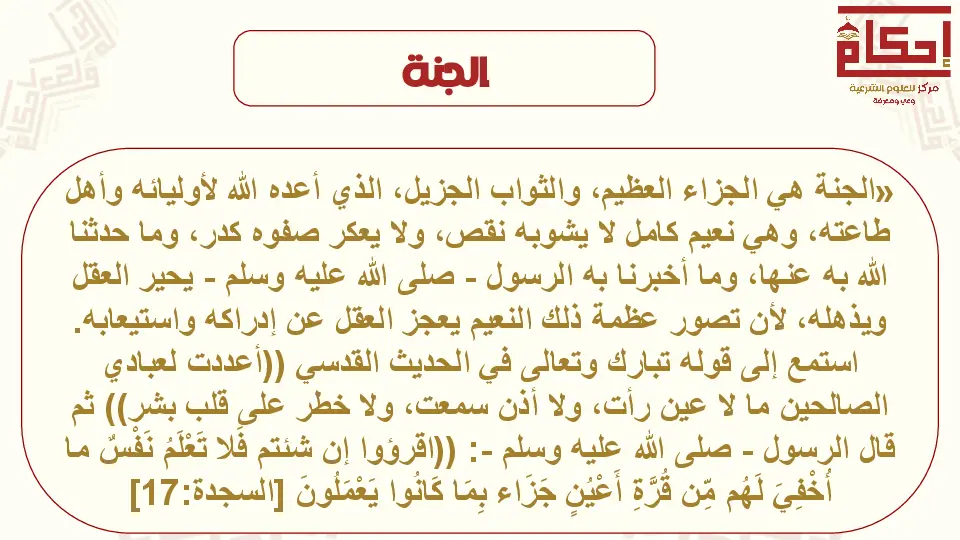 إحكام
مركز للعلوم الشرعية
وعي ومعرفة
الجنة
«الجنة هي الجزاء العظيم، والثواب الجزيل، الذي أعده الله لأوليائه وأهل
طاعته، وهي نعيم كامل لا يشوبه نقص، ولا يعكر صفوه كدر، وما حدثنا
الله به عنها، وما أخبرنا به الرسول - صلى الله عليه وسلم - يحير العقل
ويذهله، لأن تصور عظمة ذلك النعيم يعجز العقل عن إدراكه واستيعابه.
استمع إلى قوله تبارك وتعالى في الحديث القدسي ((أعددت لعبادي
الصالحين ما لا عين رأت، ولا أذن سمعت، ولا خطر على قلب بشر)) ثم
قال الرسول - صلى الله عليه وسلم -: ((اقرؤوا إن شئتم فَلا تَعْلَمُ نَفْسٌ ما
أُخْفِيَ لَهُم مِّن قُرَّةِ أَعْيُنٍ جَزَاء بِمَا كَانُوا يَعْمَلُونَ [السجدة:17]